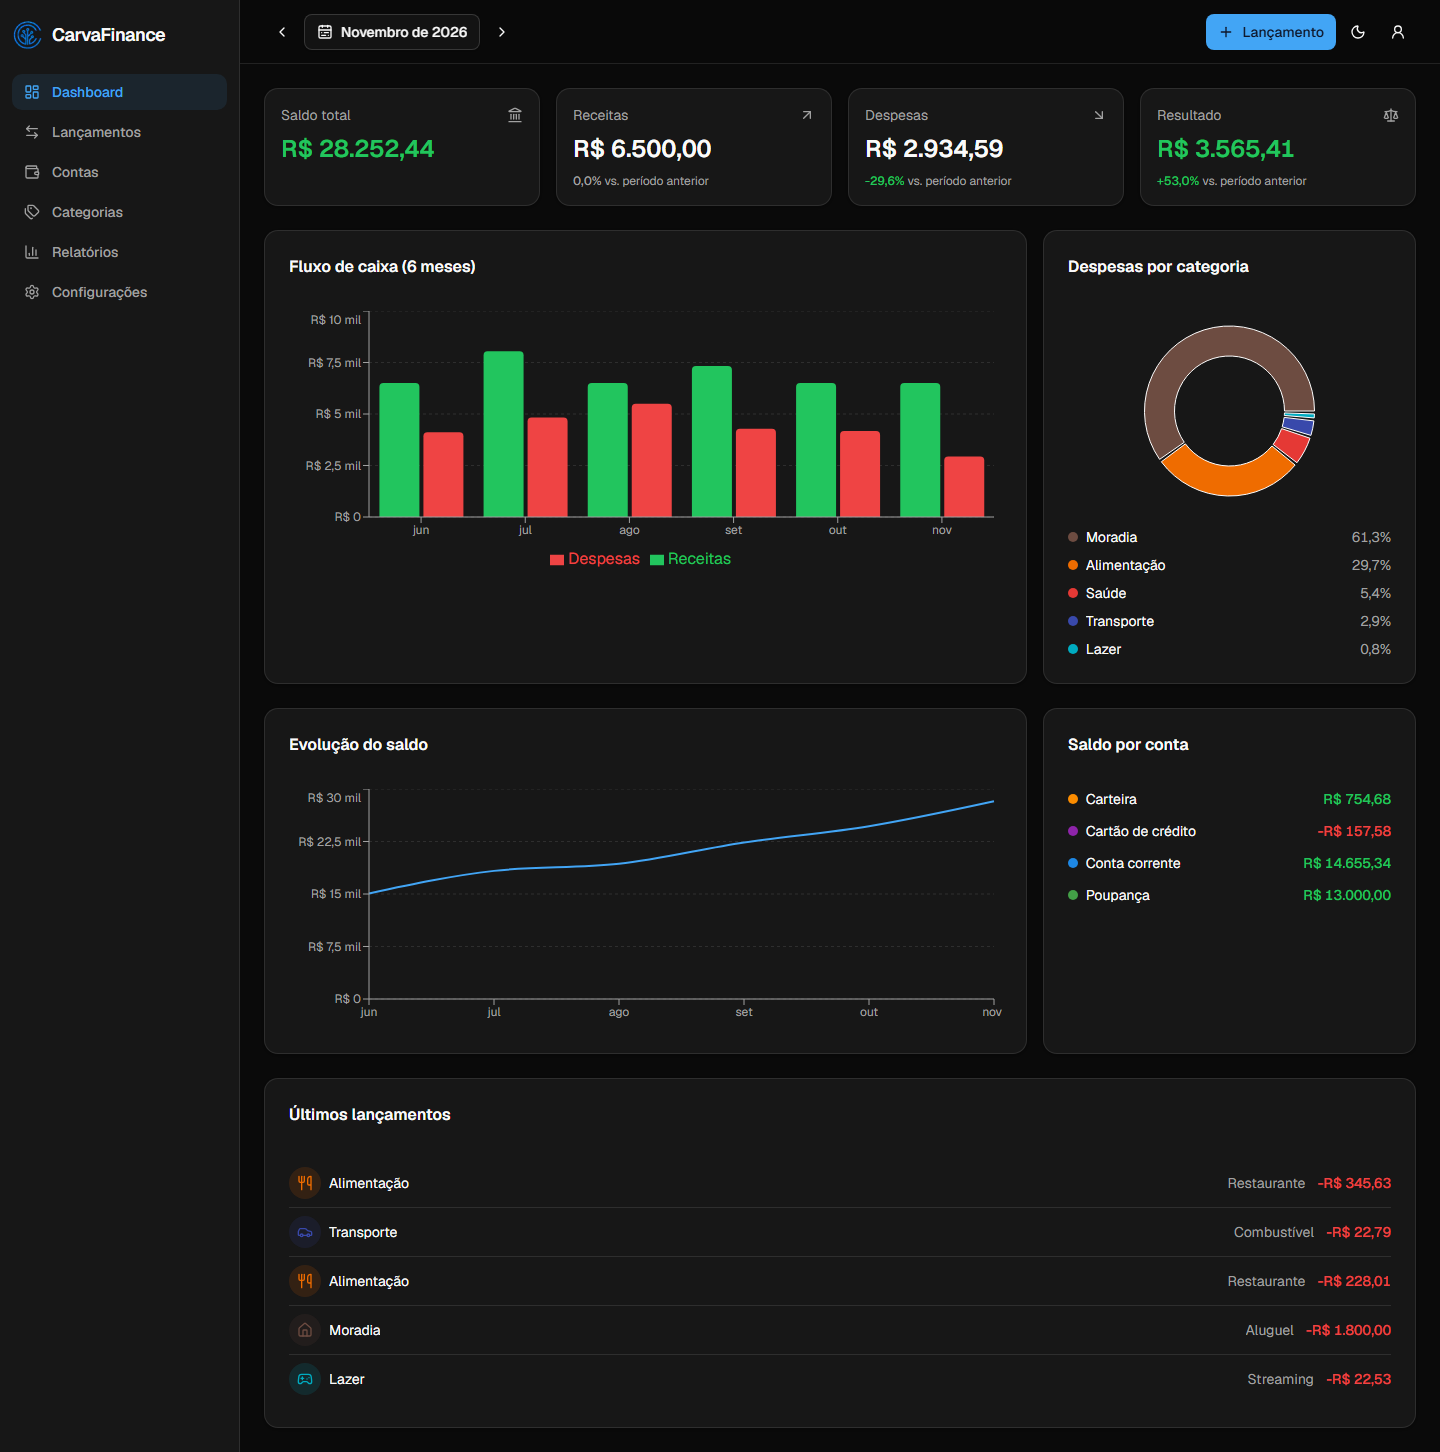 CarvaFinance
Dashboard
Lançamentos
Contas
Categorias
Relatórios
Configurações
Novembro de 2026
Lançamento
Saldo total
R$ 28.252,44
Receitas
R$ 6.500,00
0,0% vs. período anterior
Despesas
R$ 2.934,59
-29,6% vs. período anterior
Resultado
R$ 3.565,41
+53,0% vs. período anterior
Fluxo de caixa (6 meses)
R$ 10 mil
R$ 7,5 mil
R$ 5 mil
R$ 2,5 mil
R$ 0
jun jul ago set out nov
Despesas Receitas
Despesas por categoria
Moradia 61,3%
Alimentação 29,7%
Saúde 5,4%
Transporte 2,9%
Lazer 0,8%
Evolução do saldo
R$ 30 mil
R$ 22,5 mil
R$ 15 mil
R$ 7,5 mil
R$ 0
jun jul ago set out nov
Saldo por conta
Carteira R$ 754,68
Cartão de crédito -R$ 157,58
Conta corrente R$ 14.655,34
Poupança R$ 13.000,00
Últimos lançamentos
Alimentação Restaurante -R$ 345,63
Transporte Combustível -R$ 22,79
Alimentação Restaurante -R$ 228,01
Moradia Aluguel -R$ 1.800,00
Lazer Streaming -R$ 22,53